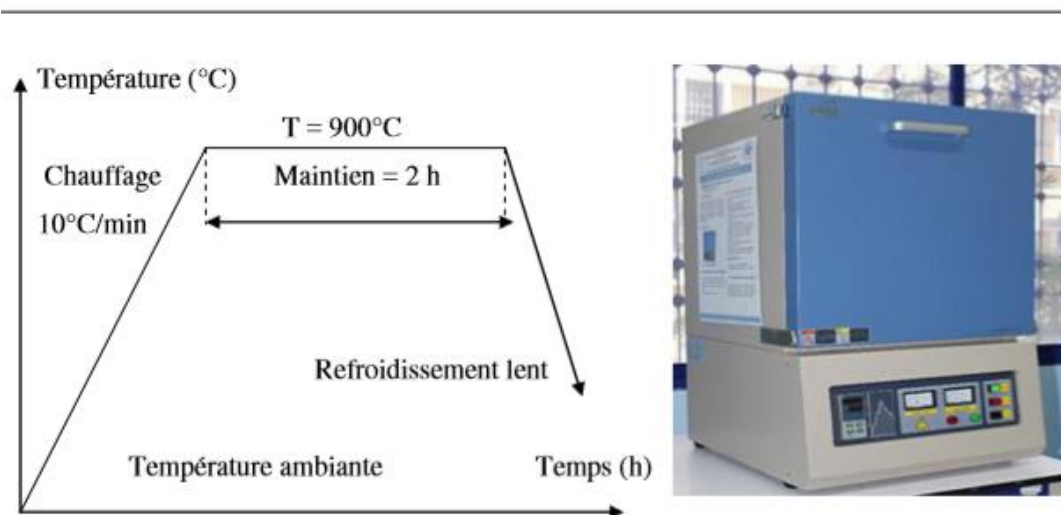 Température (°C)
T = 900°C
Chauffage
Maintien = 2 h
10°C/min
Refroidissement lent
Température ambiante
Temps (h)